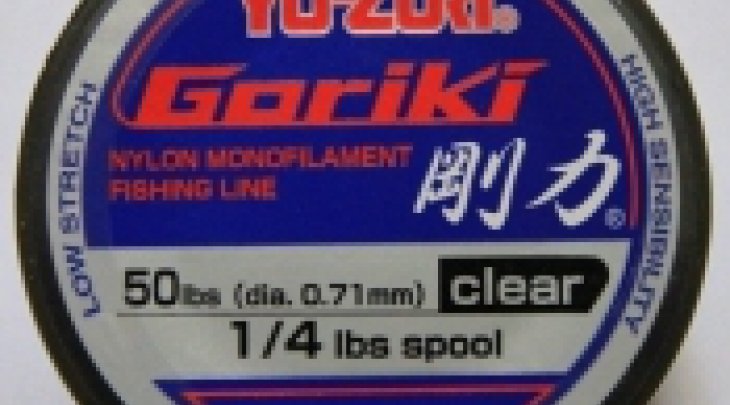 YO-ZURI®
Goriki
NYLON MONOFILAMENT
FISHING LINE
剛力®
LOW STRETCH
HIGH SENSIBILITY
50lbs (dia. 0.71mm) clear
1/4 lbs spool